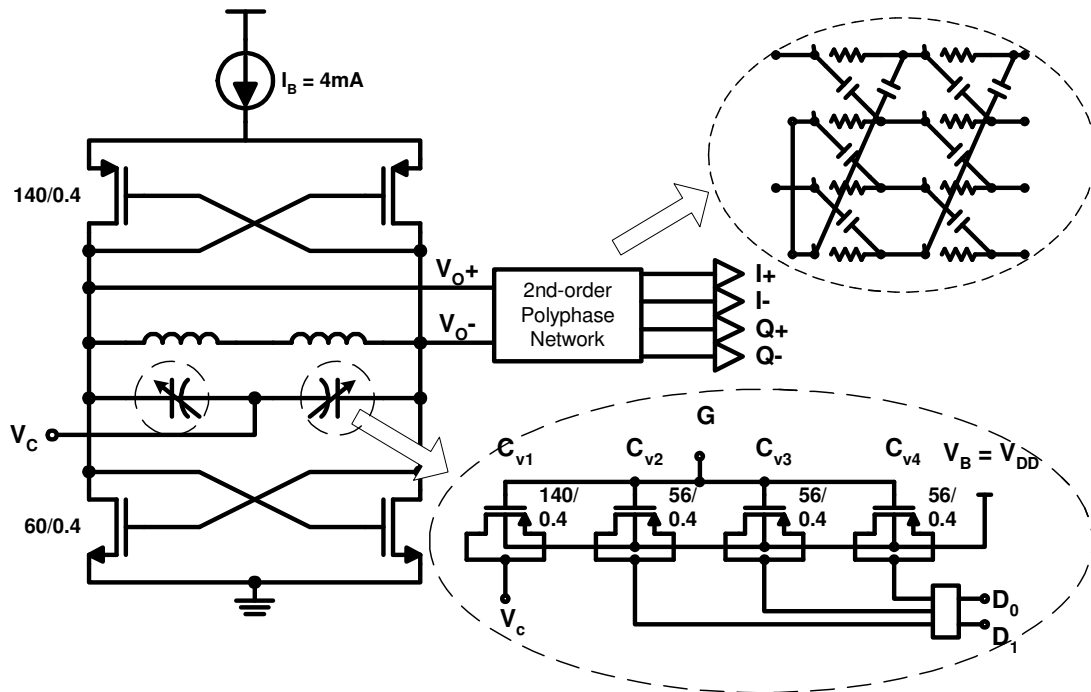 I_B = 4mA
140/0.4
V_O+
V_O-
2nd-order
Polyphase
Network
I+
I-
Q+
Q-
V_C
60/0.4
G
C_v1
C_v2
C_v3
C_v4
V_B = V_DD
140/
0.4
56/
0.4
56/
0.4
56/
0.4
V_c
D_0
D_1